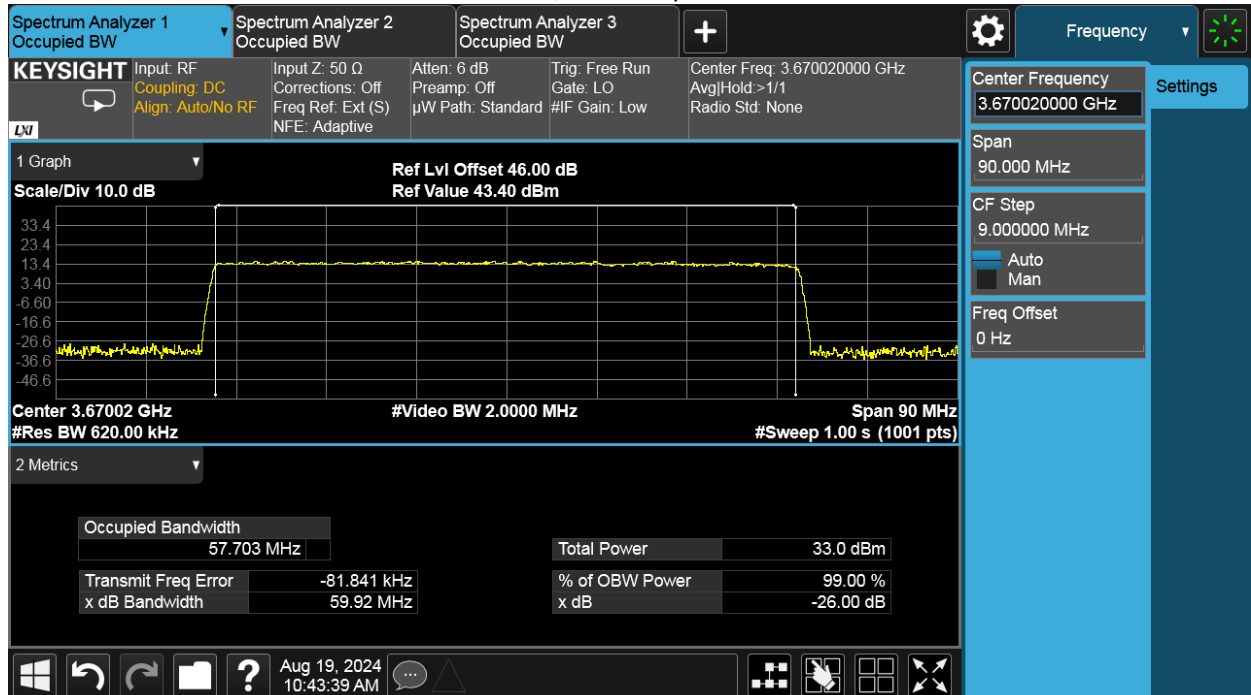 Spectrum Analyzer 1
Occupied BW
Spectrum Analyzer 2
Occupied BW
Spectrum Analyzer 3
Occupied BW
+
Frequency
KEYSIGHT
LXI
Input: RF
Coupling: DC
Align: Auto/No RF
Input Z: 50 Ω
Corrections: Off
Freq Ref: Ext (S)
NFE: Adaptive
Atten: 6 dB
Preamp: Off
µW Path: Standard
Trig: Free Run
Gate: LO
#IF Gain: Low
Center Freq: 3.670020000 GHz
Avg|Hold:>1/1
Radio Std: None
Center Frequency
3.670020000 GHz
Settings
Span
90.000 MHz
CF Step
9.000000 MHz
Auto
Man
Freq Offset
0 Hz
1 Graph
Scale/Div 10.0 dB
Ref Lvl Offset 46.00 dB
Ref Value 43.40 dBm
33.4
23.4
13.4
3.40
-6.60
-16.6
-26.6
-36.6
-46.6
Center 3.67002 GHz
#Video BW 2.0000 MHz
Span 90 MHz
#Res BW 620.00 kHz
#Sweep 1.00 s (1001 pts)
2 Metrics
Occupied Bandwidth
57.703 MHz
Total Power 33.0 dBm
Transmit Freq Error -81.841 kHz
% of OBW Power 99.00 %
x dB Bandwidth 59.92 MHz
x dB -26.00 dB
?
Aug 19, 2024
10:43:39 AM